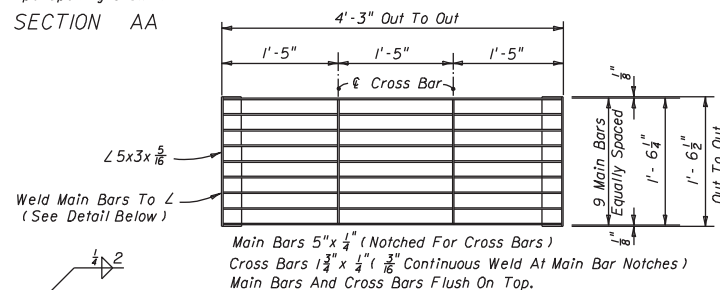 SECTION AA
4'-3" Out To Out
1'-5" 1'-5" 1'-5"
℄ Cross Bar
1/8"
∠5x3x 5/16
Weld Main Bars To ∠
(See Detail Below)
9 Main Bars
Equally Spaced
1'- 6 1/4"
1'- 6 1/2"
Out To Out
1/8"
Main Bars 5"x 1/4" (Notched For Cross Bars)
Cross Bars 1 3/4" x 1/4" ( 3/16" Continuous Weld At Main Bar Notches)
Main Bars And Cross Bars Flush On Top.
1/4 2